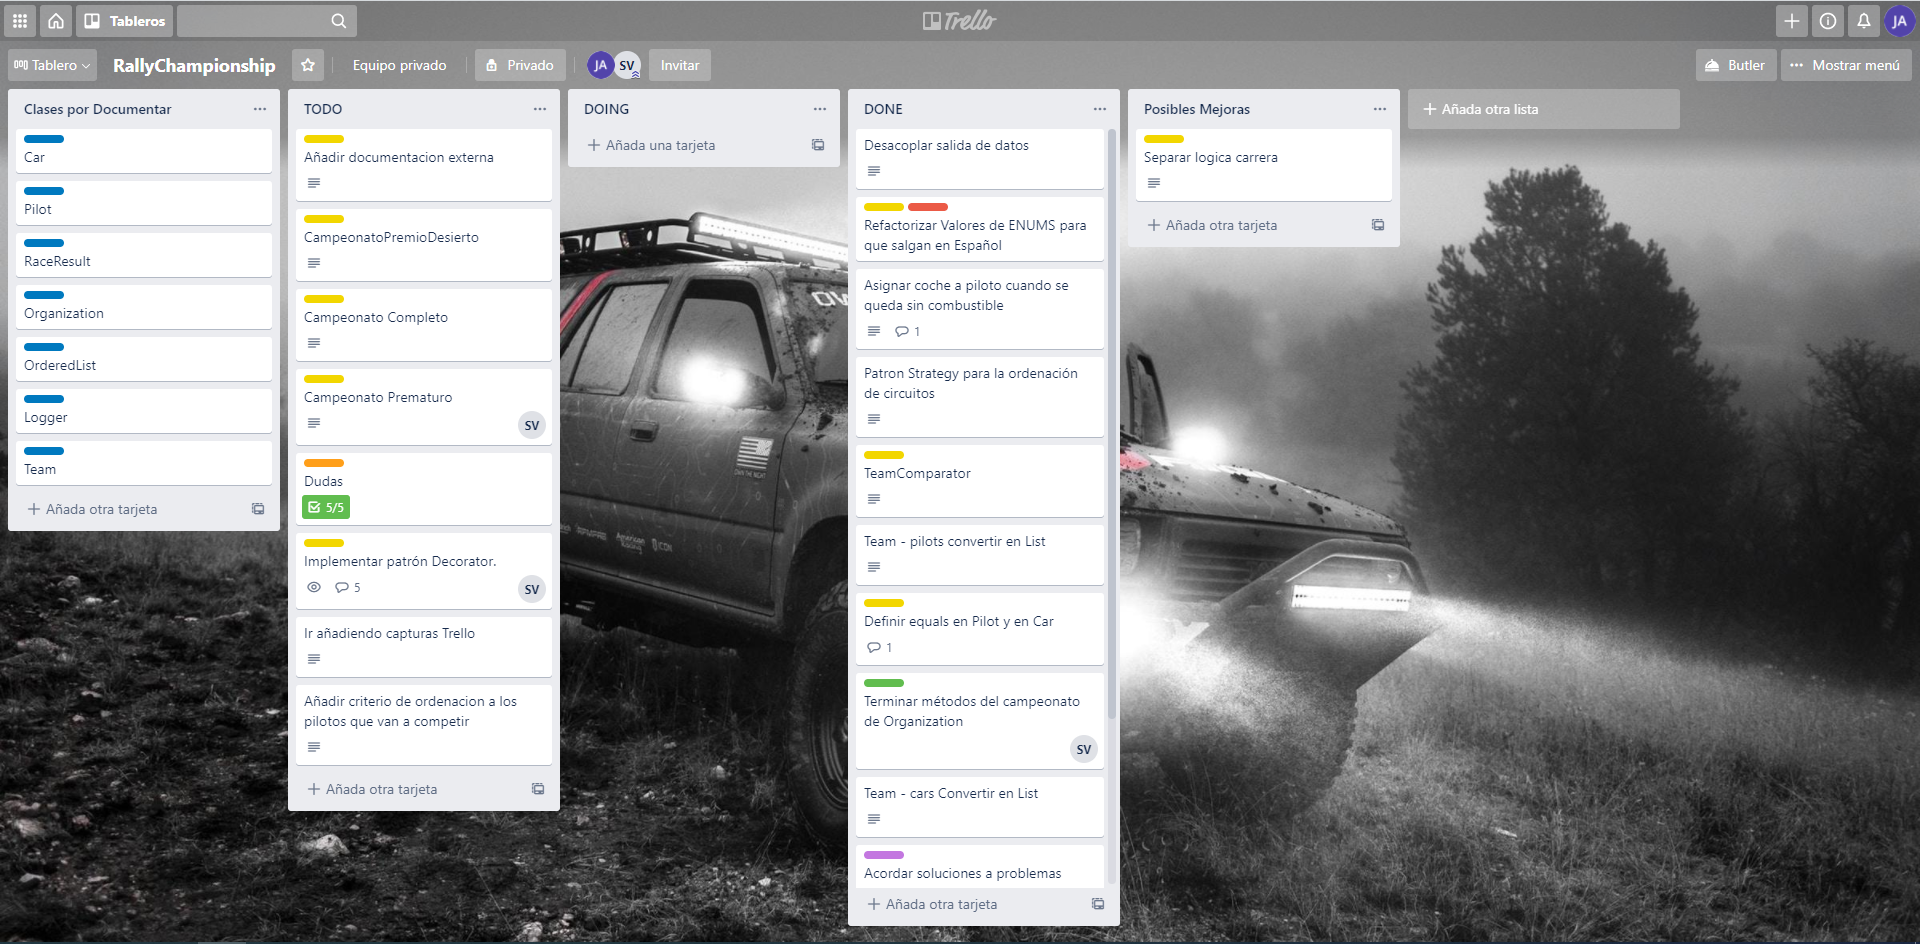 Tableros
Trello
JA
Tablero
RallyChampionship
Equipo privado
Privado
JA
SV
Invitar
Butler
Mostrar menú
Clases por Documentar
Car
Pilot
RaceResult
Organization
OrderedList
Logger
Team
Añada otra tarjeta
TODO
Añadir documentacion externa
CampeonatoPremioDesierto
Campeonato Completo
Campeonato Prematuro
SV
Dudas
5/5
Implementar patrón Decorator.
5
SV
Ir añadiendo capturas Trello
Añadir criterio de ordenacion a los
pilotos que van a competir
Añada otra tarjeta
DOING
Añada una tarjeta
DONE
Desacoplar salida de datos
Refactorizar Valores de ENUMS para
que salgan en Español
Asignar coche a piloto cuando se
queda sin combustible
1
Patron Strategy para la ordenación
de circuitos
TeamComparator
Team - pilots convertir en List
Definir equals en Pilot y en Car
1
Terminar métodos del campeonato
de Organization
SV
Team - cars Convertir en List
Acordar soluciones a problemas
Añada otra tarjeta
Posibles Mejoras
Separar logica carrera
Añada otra tarjeta
Añada otra lista